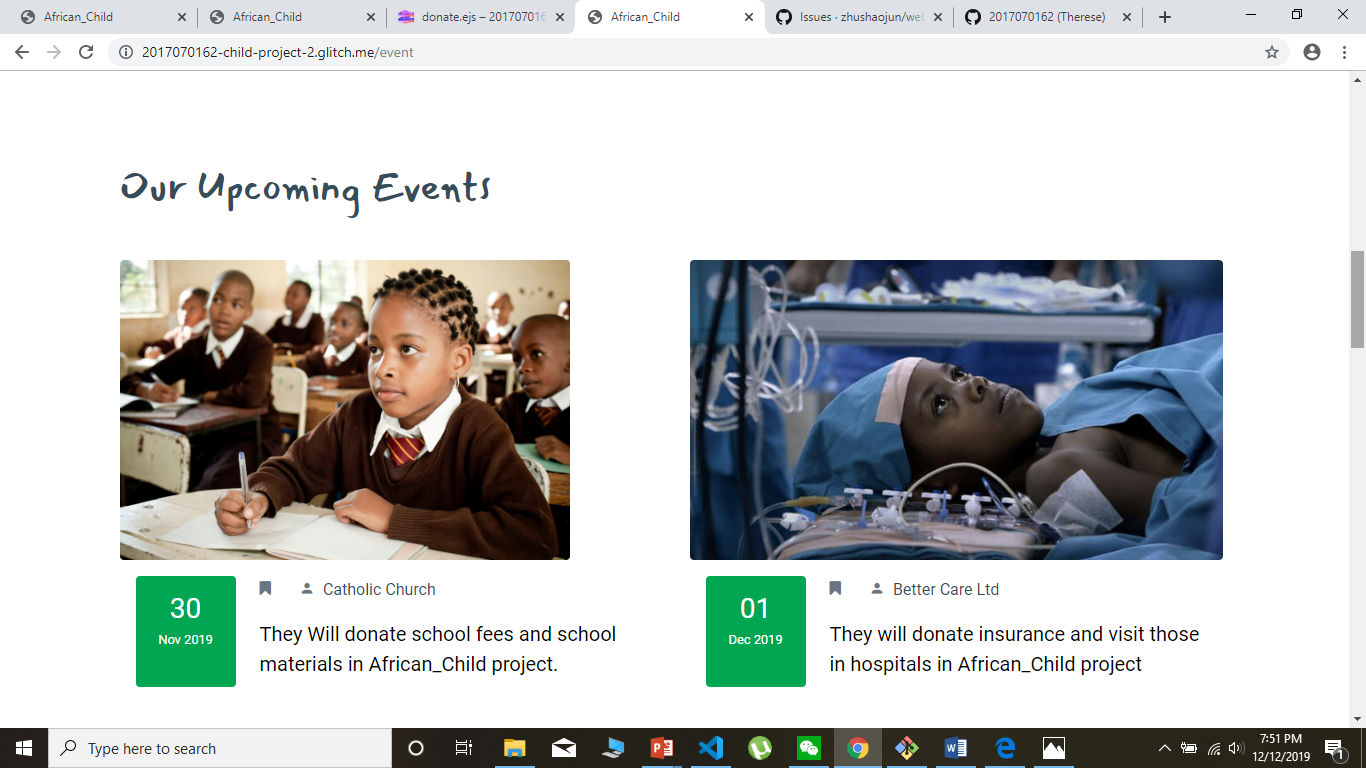 African_Child
African_Child
donate.ejs – 201707016
African_Child
Issues · zhushaojun/web
2017070162 (Therese)
2017070162-child-project-2.glitch.me/event
Our Upcoming Events
Catholic Church
30
Nov 2019
They Will donate school fees and school
materials in African_Child project.
Better Care Ltd
01
Dec 2019
They will donate insurance and visit those
in hospitals in African_Child project
Type here to search
7:51 PM
12/12/2019
1